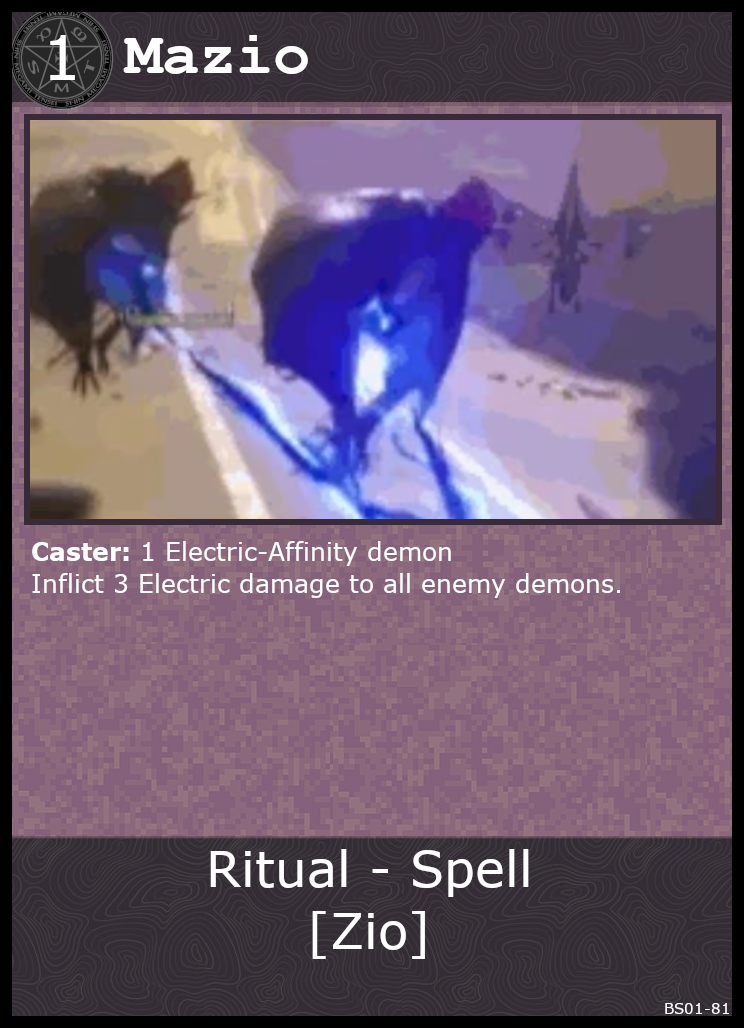 1 Mazio
Caster: 1 Electric-Affinity demon
Inflict 3 Electric damage to all enemy demons.
Ritual - Spell
[Zio]
BS01-81